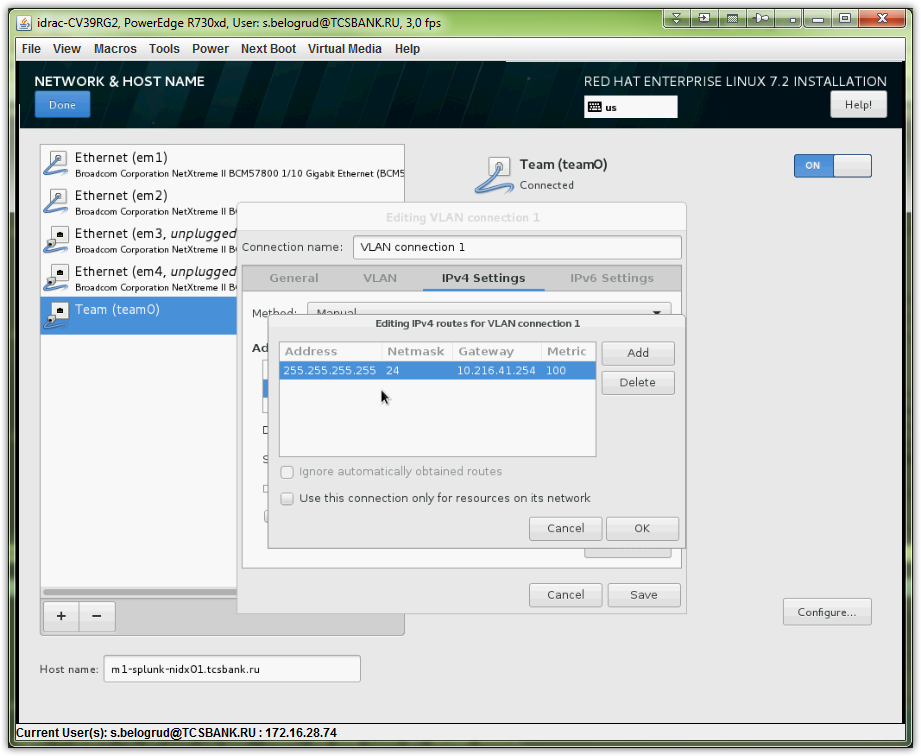 idrac-CV39RG2, PowerEdge R730xd, User: s.belogrud@TCSBANK.RU, 3,0 fps
File View Macros Tools Power Next Boot Virtual Media Help
NETWORK & HOST NAME
RED HAT ENTERPRISE LINUX 7.2 INSTALLATION
Done
us
Help!
Ethernet (em1)
Broadcom Corporation NetXtreme II BCM57800 1/10 Gigabit Ethernet (BCM5
Ethernet (em2)
Broadcom Corporation NetXtreme II B
Ethernet (em3, unplugged
Broadcom Corporation NetXtreme II B
Ethernet (em4, unplugged
Broadcom Corporation NetXtreme II B
Team (team0)
Team (team0)
Connected
ON
Editing VLAN connection 1
Connection name: VLAN connection 1
General VLAN IPv4 Settings IPv6 Settings
Method: Manual
Ad
Editing IPv4 routes for VLAN connection 1
Address Netmask Gateway Metric
255.255.255.255 24 10.216.41.254 100
Add
Delete
Ignore automatically obtained routes
Use this connection only for resources on its network
Cancel OK
Cancel Save
+ −
Configure...
Host name: m1-splunk-nidx01.tcsbank.ru
Current User(s): s.belogrud@TCSBANK.RU : 172.16.28.74